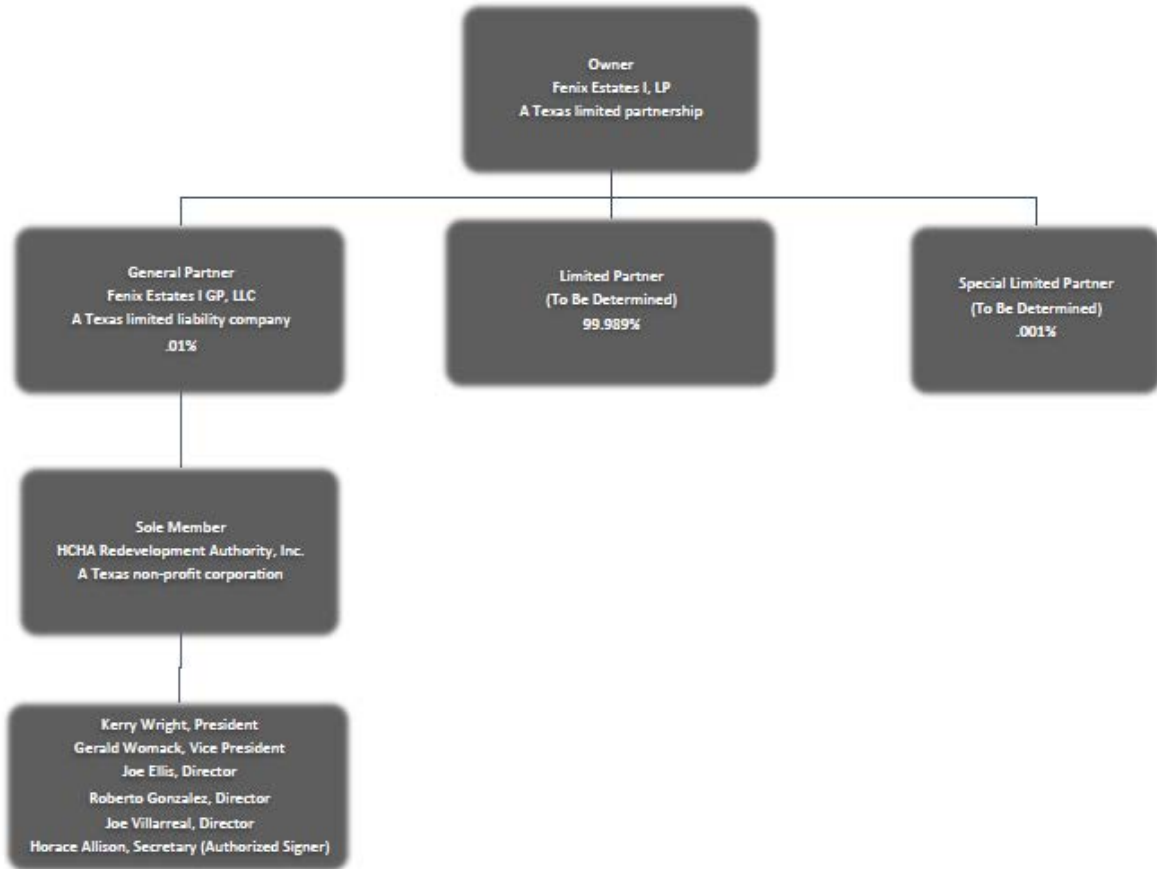 Owner
Fenix Estates I, LP
A Texas limited partnership
General Partner
Fenix Estates I GP, LLC
A Texas limited liability company
.01%
Limited Partner
(To Be Determined)
99.989%
Special Limited Partner
(To Be Determined)
.001%
Sole Member
HCHA Redevelopment Authority, Inc.
A Texas non-profit corporation
Kerry Wright, President
Gerald Womack, Vice President
Joe Ellis, Director
Roberto Gonzalez, Director
Joe Villarreal, Director
Horace Allison, Secretary (Authorized Signer)